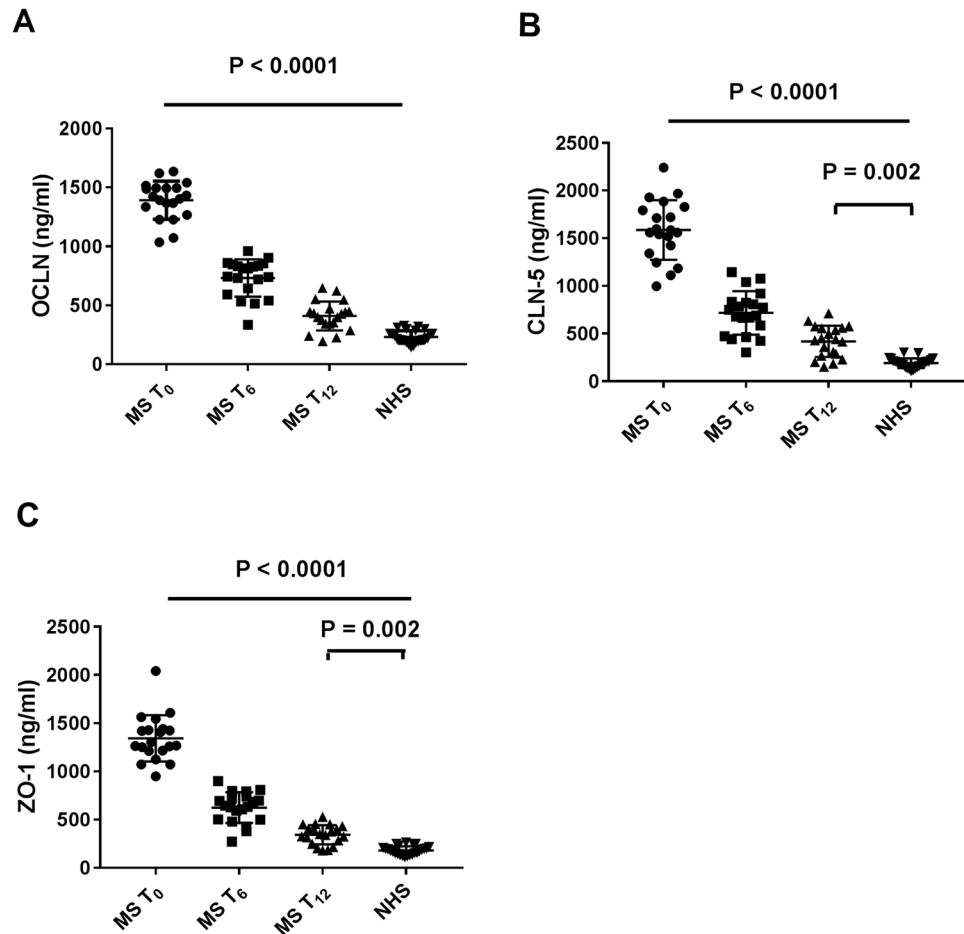 A
P < 0.0001
OCLN (ng/ml)
2000
1500
1000
500
0
MS T₀
MS T₆
MS T₁₂
NHS
B
P < 0.0001
P = 0.002
CLN-5 (ng/ml)
2500
2000
1500
1000
500
0
MS T₀
MS T₆
MS T₁₂
NHS
C
P < 0.0001
P = 0.002
ZO-1 (ng/ml)
2500
2000
1500
1000
500
0
MS T₀
MS T₆
MS T₁₂
NHS